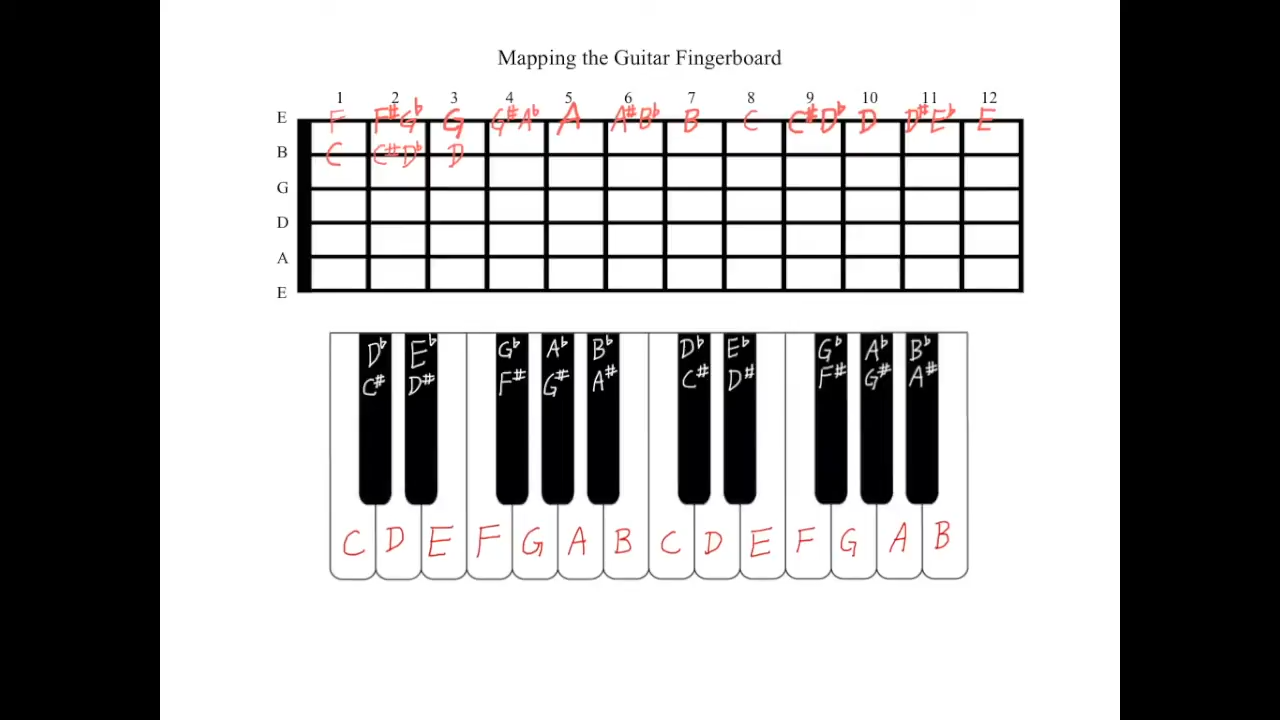 Mapping the Guitar Fingerboard
1 2 3 4 5 6 7 8 9 10 11 12
E F F# G♭ G G# A♭ A A# B♭ B C C# D♭ D D# E♭ E
B C C# D♭ D
G
D
A
E
D♭ E♭ G♭ A♭ B♭ D♭ E♭ G♭ A♭ B♭
C# D# F# G# A# C# D# F# G# A#
C D E F G A B C D E F G A B